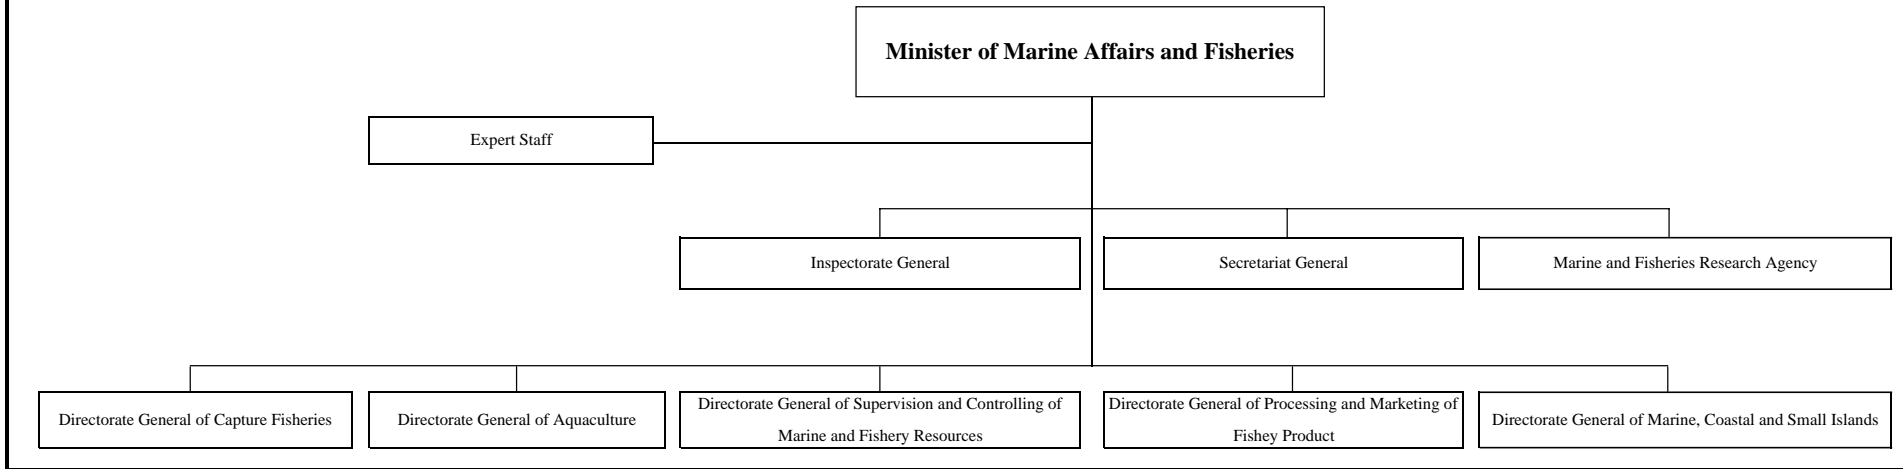 Minister of Marine Affairs and Fisheries
Expert Staff
Inspectorate General
Secretariat General
Marine and Fisheries Research Agency
Directorate General of Capture Fisheries
Directorate General of Aquaculture
Directorate General of Supervision and Controlling of
Marine and Fishery Resources
Directorate General of Processing and Marketing of
Fishey Product
Directorate General of Marine, Coastal and Small Islands